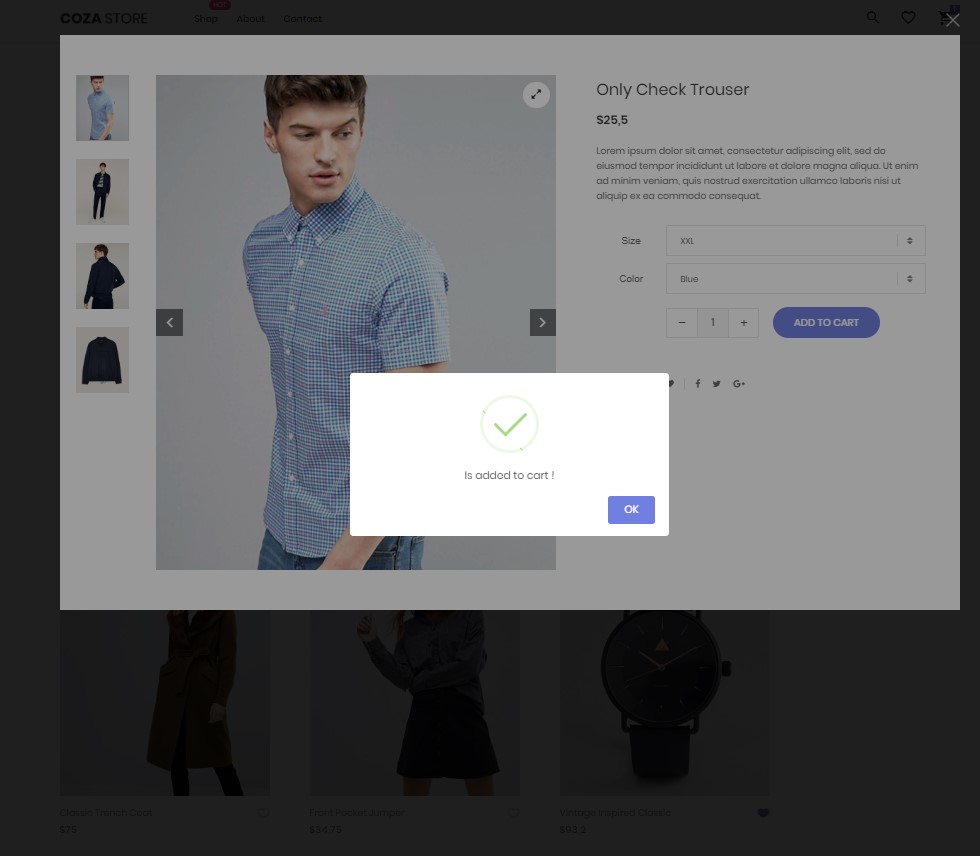 COZA STORE
HOT
Shop
About
Contact
Only Check Trouser
$25,5
Lorem ipsum dolor sit amet, consectetur adipiscing elit, sed do
eiusmod tempor incididunt ut labore et dolore magna aliqua. Ut enim
ad minim veniam, quis nostrud exercitation ullamco laboris nisi ut
aliquip ex ea commodo consequat.
Size
XXL
Color
Blue
− 1 +
ADD TO CART
G+
Is added to cart !
OK
Classic Trench Coat
$75
Front Pocket Jumper
$34,75
Vintage Inspired Classic
$93,2